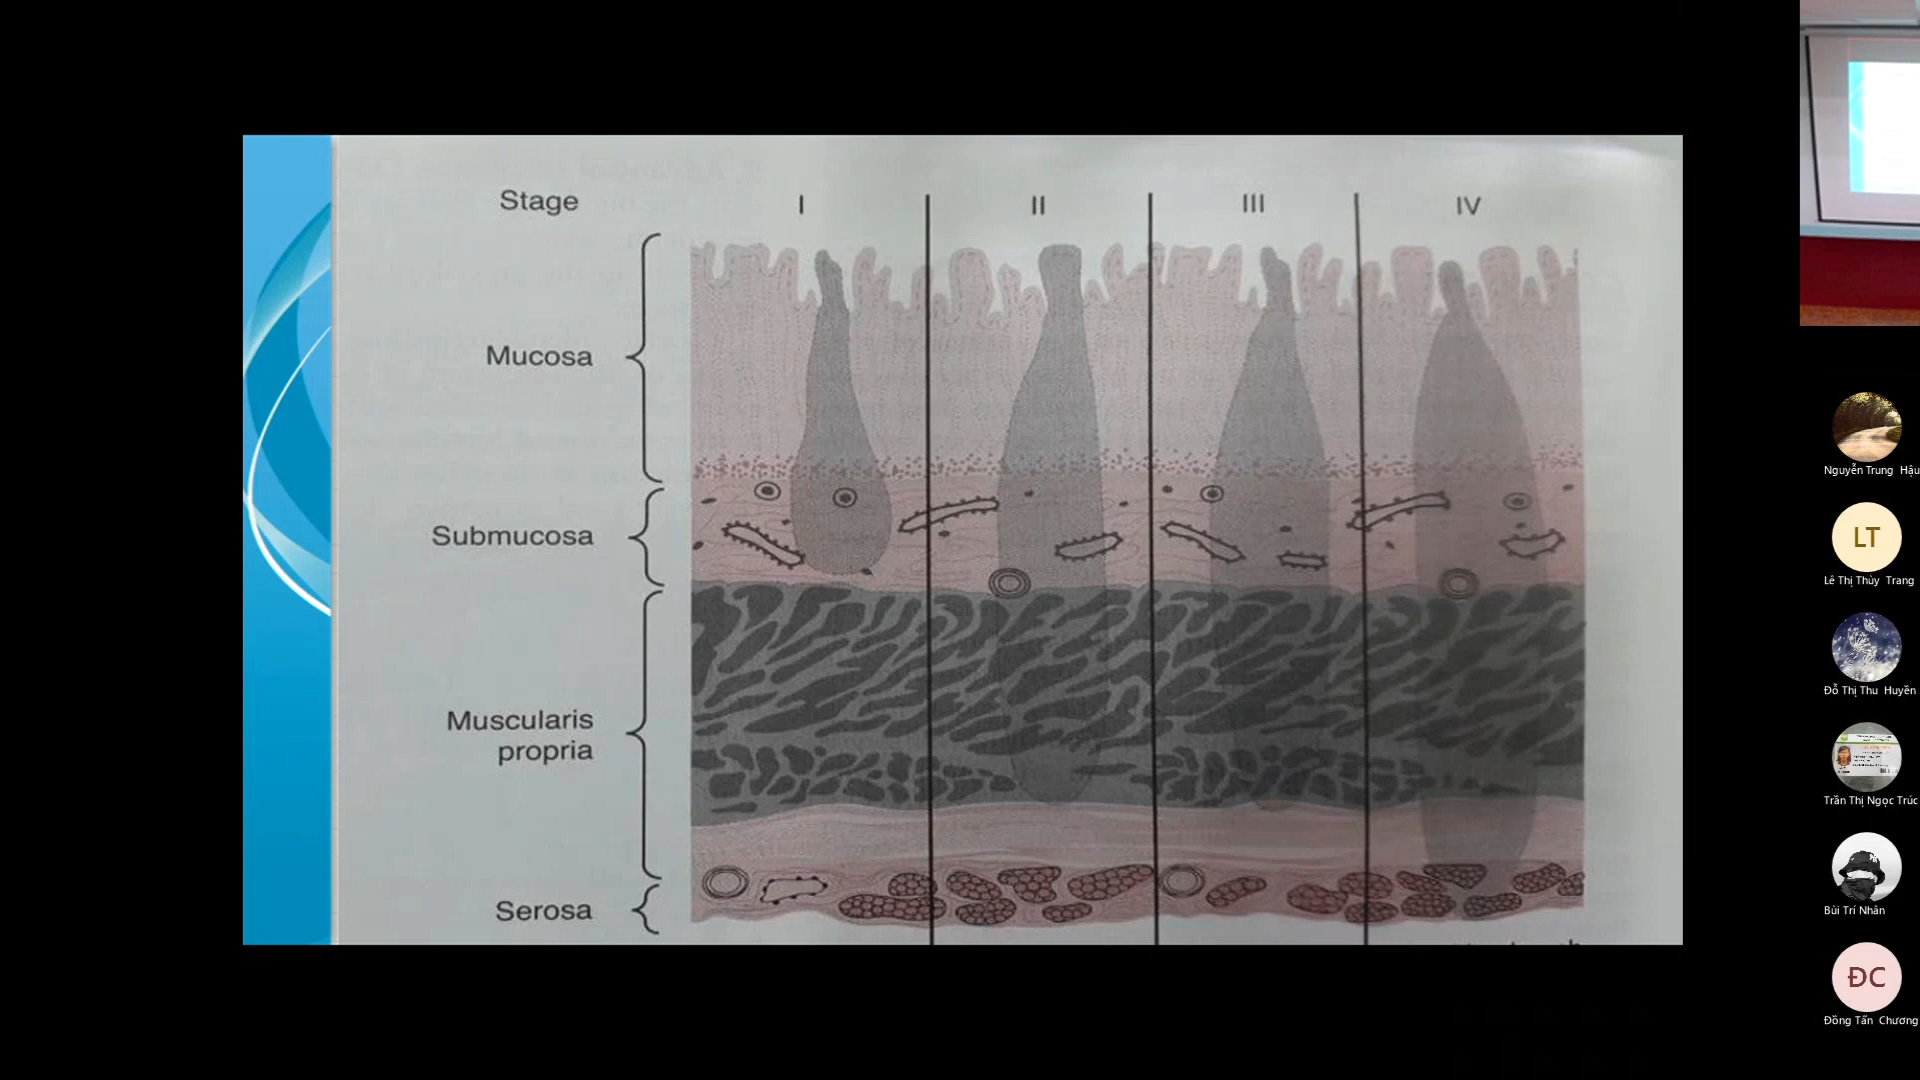 Stage I II III IV
Mucosa
Submucosa
Muscularis
propria
Serosa
Nguyễn Trung Hậu
LT
Lê Thị Thùy Trang
Đỗ Thị Thu Huyền
Trần Thị Ngọc Trúc
Bùi Trí Nhân
ĐC
Đồng Tấn Chương